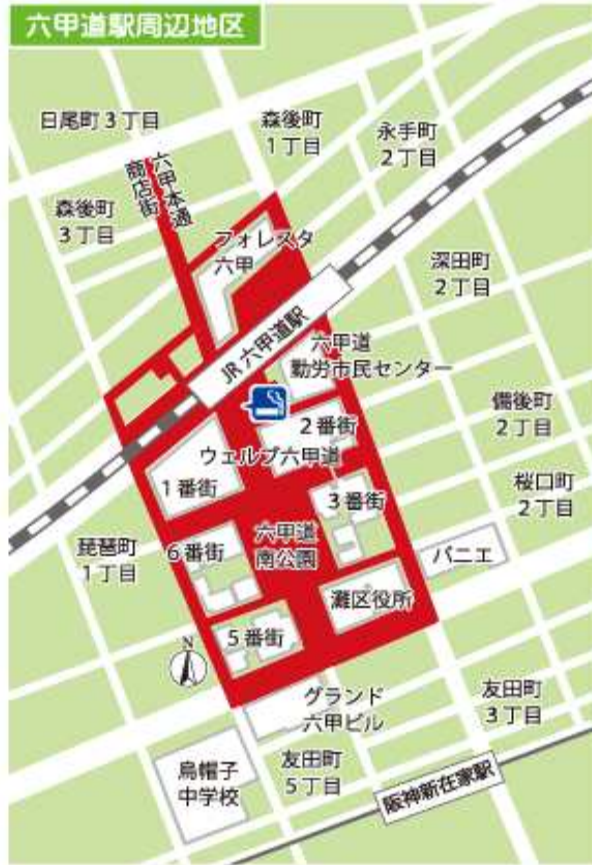 六甲道駅周辺地区
日尾町3丁目
森後町
1丁目
永手町
2丁目
六甲本通
商店街
森後町
3丁目
フォレスタ
六甲
深田町
2丁目
JR六甲道駅
六甲道
勤労市民センター
備後町
2丁目
2番街
ウェルブ六甲道
1番街
3番街
桜口町
2丁目
琵琶町
1丁目
6番街
六甲道
南公園
バニエ
灘区役所
5番街
N
グランド
六甲ビル
友田町
3丁目
烏帽子
中学校
友田町
5丁目
阪神新在家駅